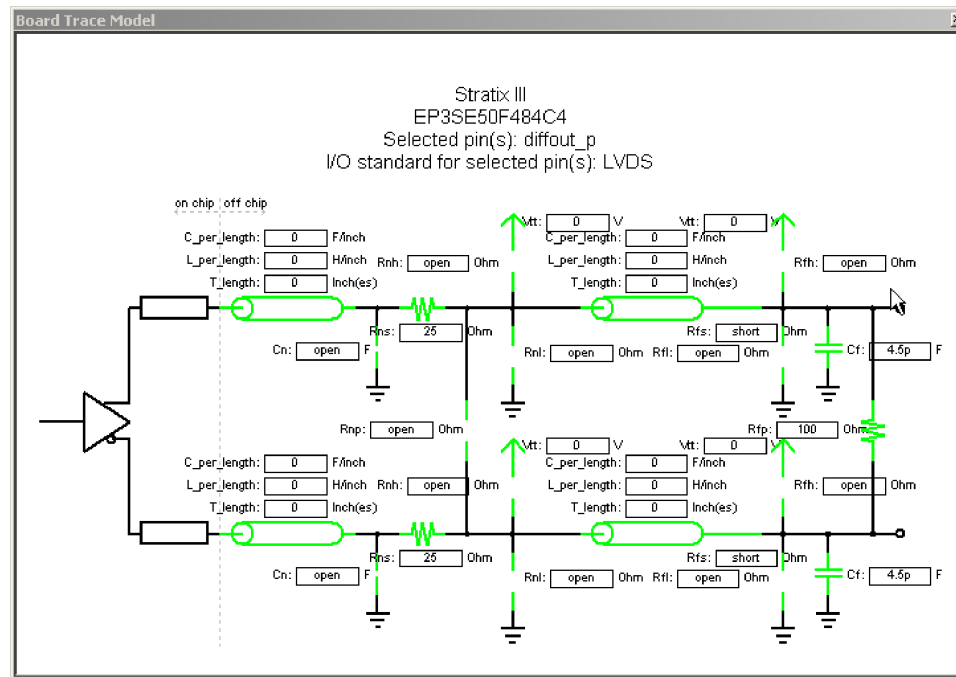 Board Trace Model
Stratix III
EP3SE50F484C4
Selected pin(s): diffout_p
I/O standard for selected pin(s): LVDS
on chip off chip
Vtt: 0 V Vtt: 0 V
C_per_length: 0 F/inch C_per_length: 0 F/inch
L_per_length: 0 H/inch Rnh: open Ohm L_per_length: 0 H/inch Rfh: open Ohm
T_length: 0 Inch(es) T_length: 0 Inch(es)
Rns: 25 Ohm Rfs: short Ohm
Cn: open F Rnl: open Ohm Rfl: open Ohm Cf: 4.5p F
Rnp: open Ohm Rfp: 100 Ohm
Vtt: 0 V Vtt: 0 V
C_per_length: 0 F/inch C_per_length: 0 F/inch
L_per_length: 0 H/inch Rnh: open Ohm L_per_length: 0 H/inch Rfh: open Ohm
T_length: 0 Inch(es) T_length: 0 Inch(es)
Rns: 25 Ohm Rfs: short Ohm
Cn: open F Rnl: open Ohm Rfl: open Ohm Cf: 4.5p F